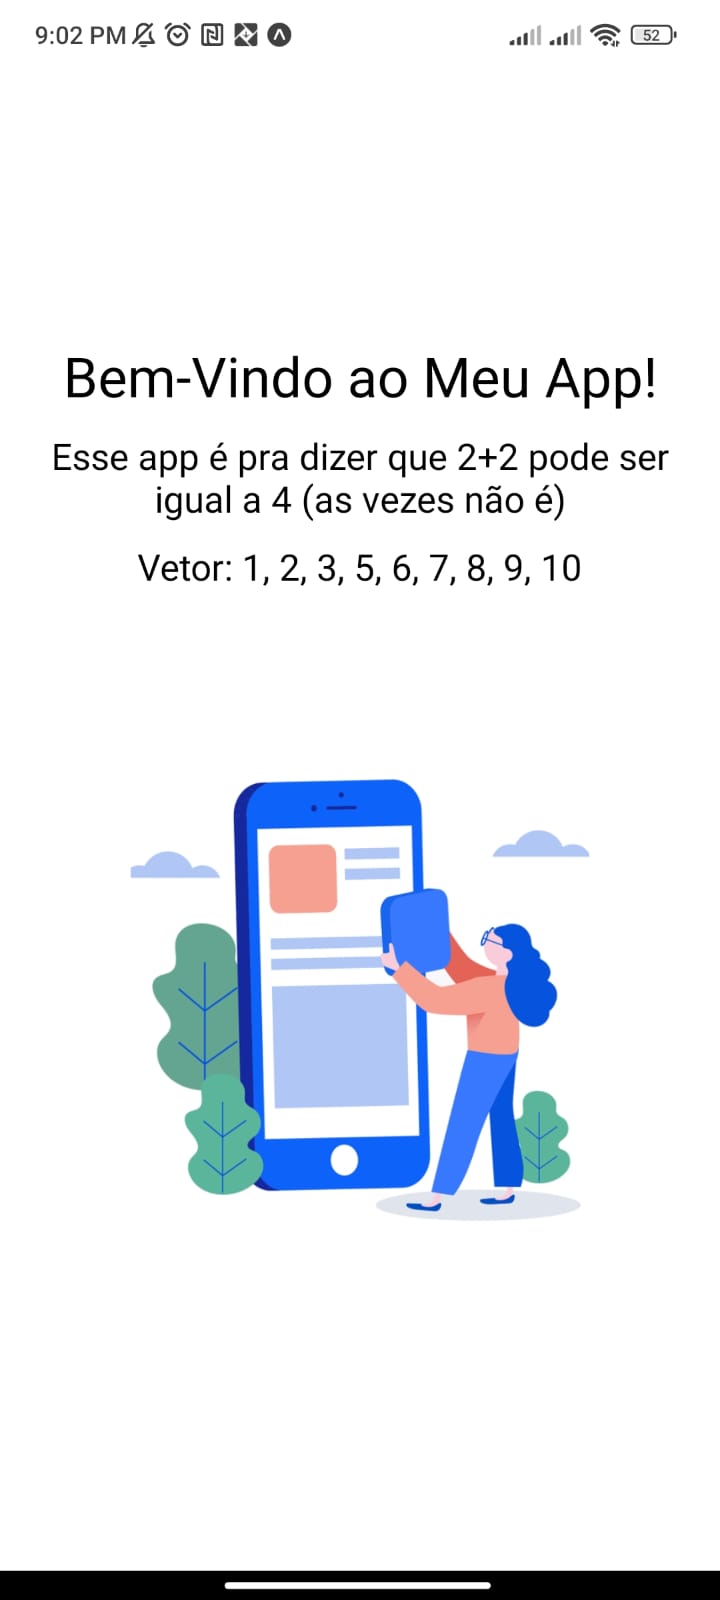 9:02 PM
52
Bem-Vindo ao Meu App!
Esse app é pra dizer que 2+2 pode ser
igual a 4 (as vezes não é)
Vetor: 1, 2, 3, 5, 6, 7, 8, 9, 10